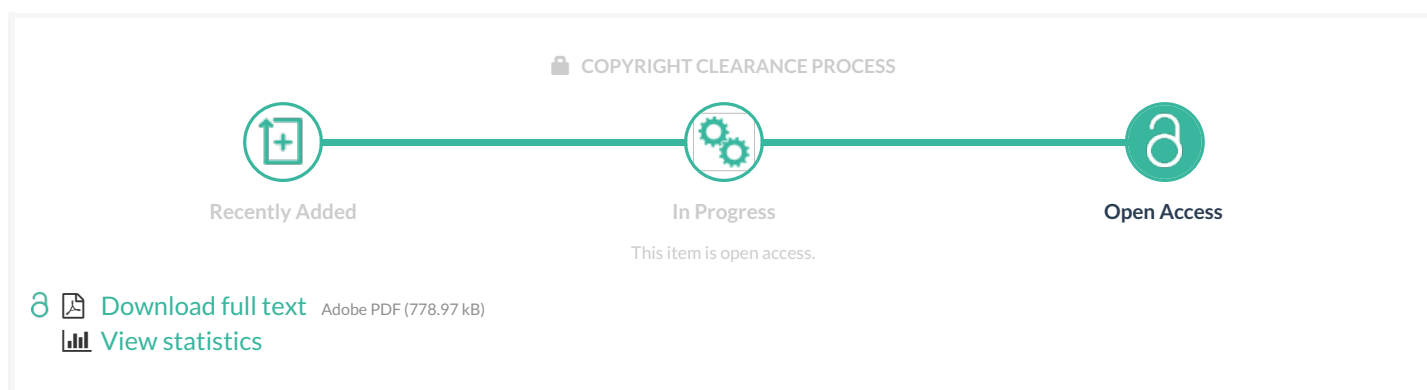 COPYRIGHT CLEARANCE PROCESS
Recently Added
In Progress
Open Access
This item is open access.
Download full text Adobe PDF (778.97 kB)
View statistics